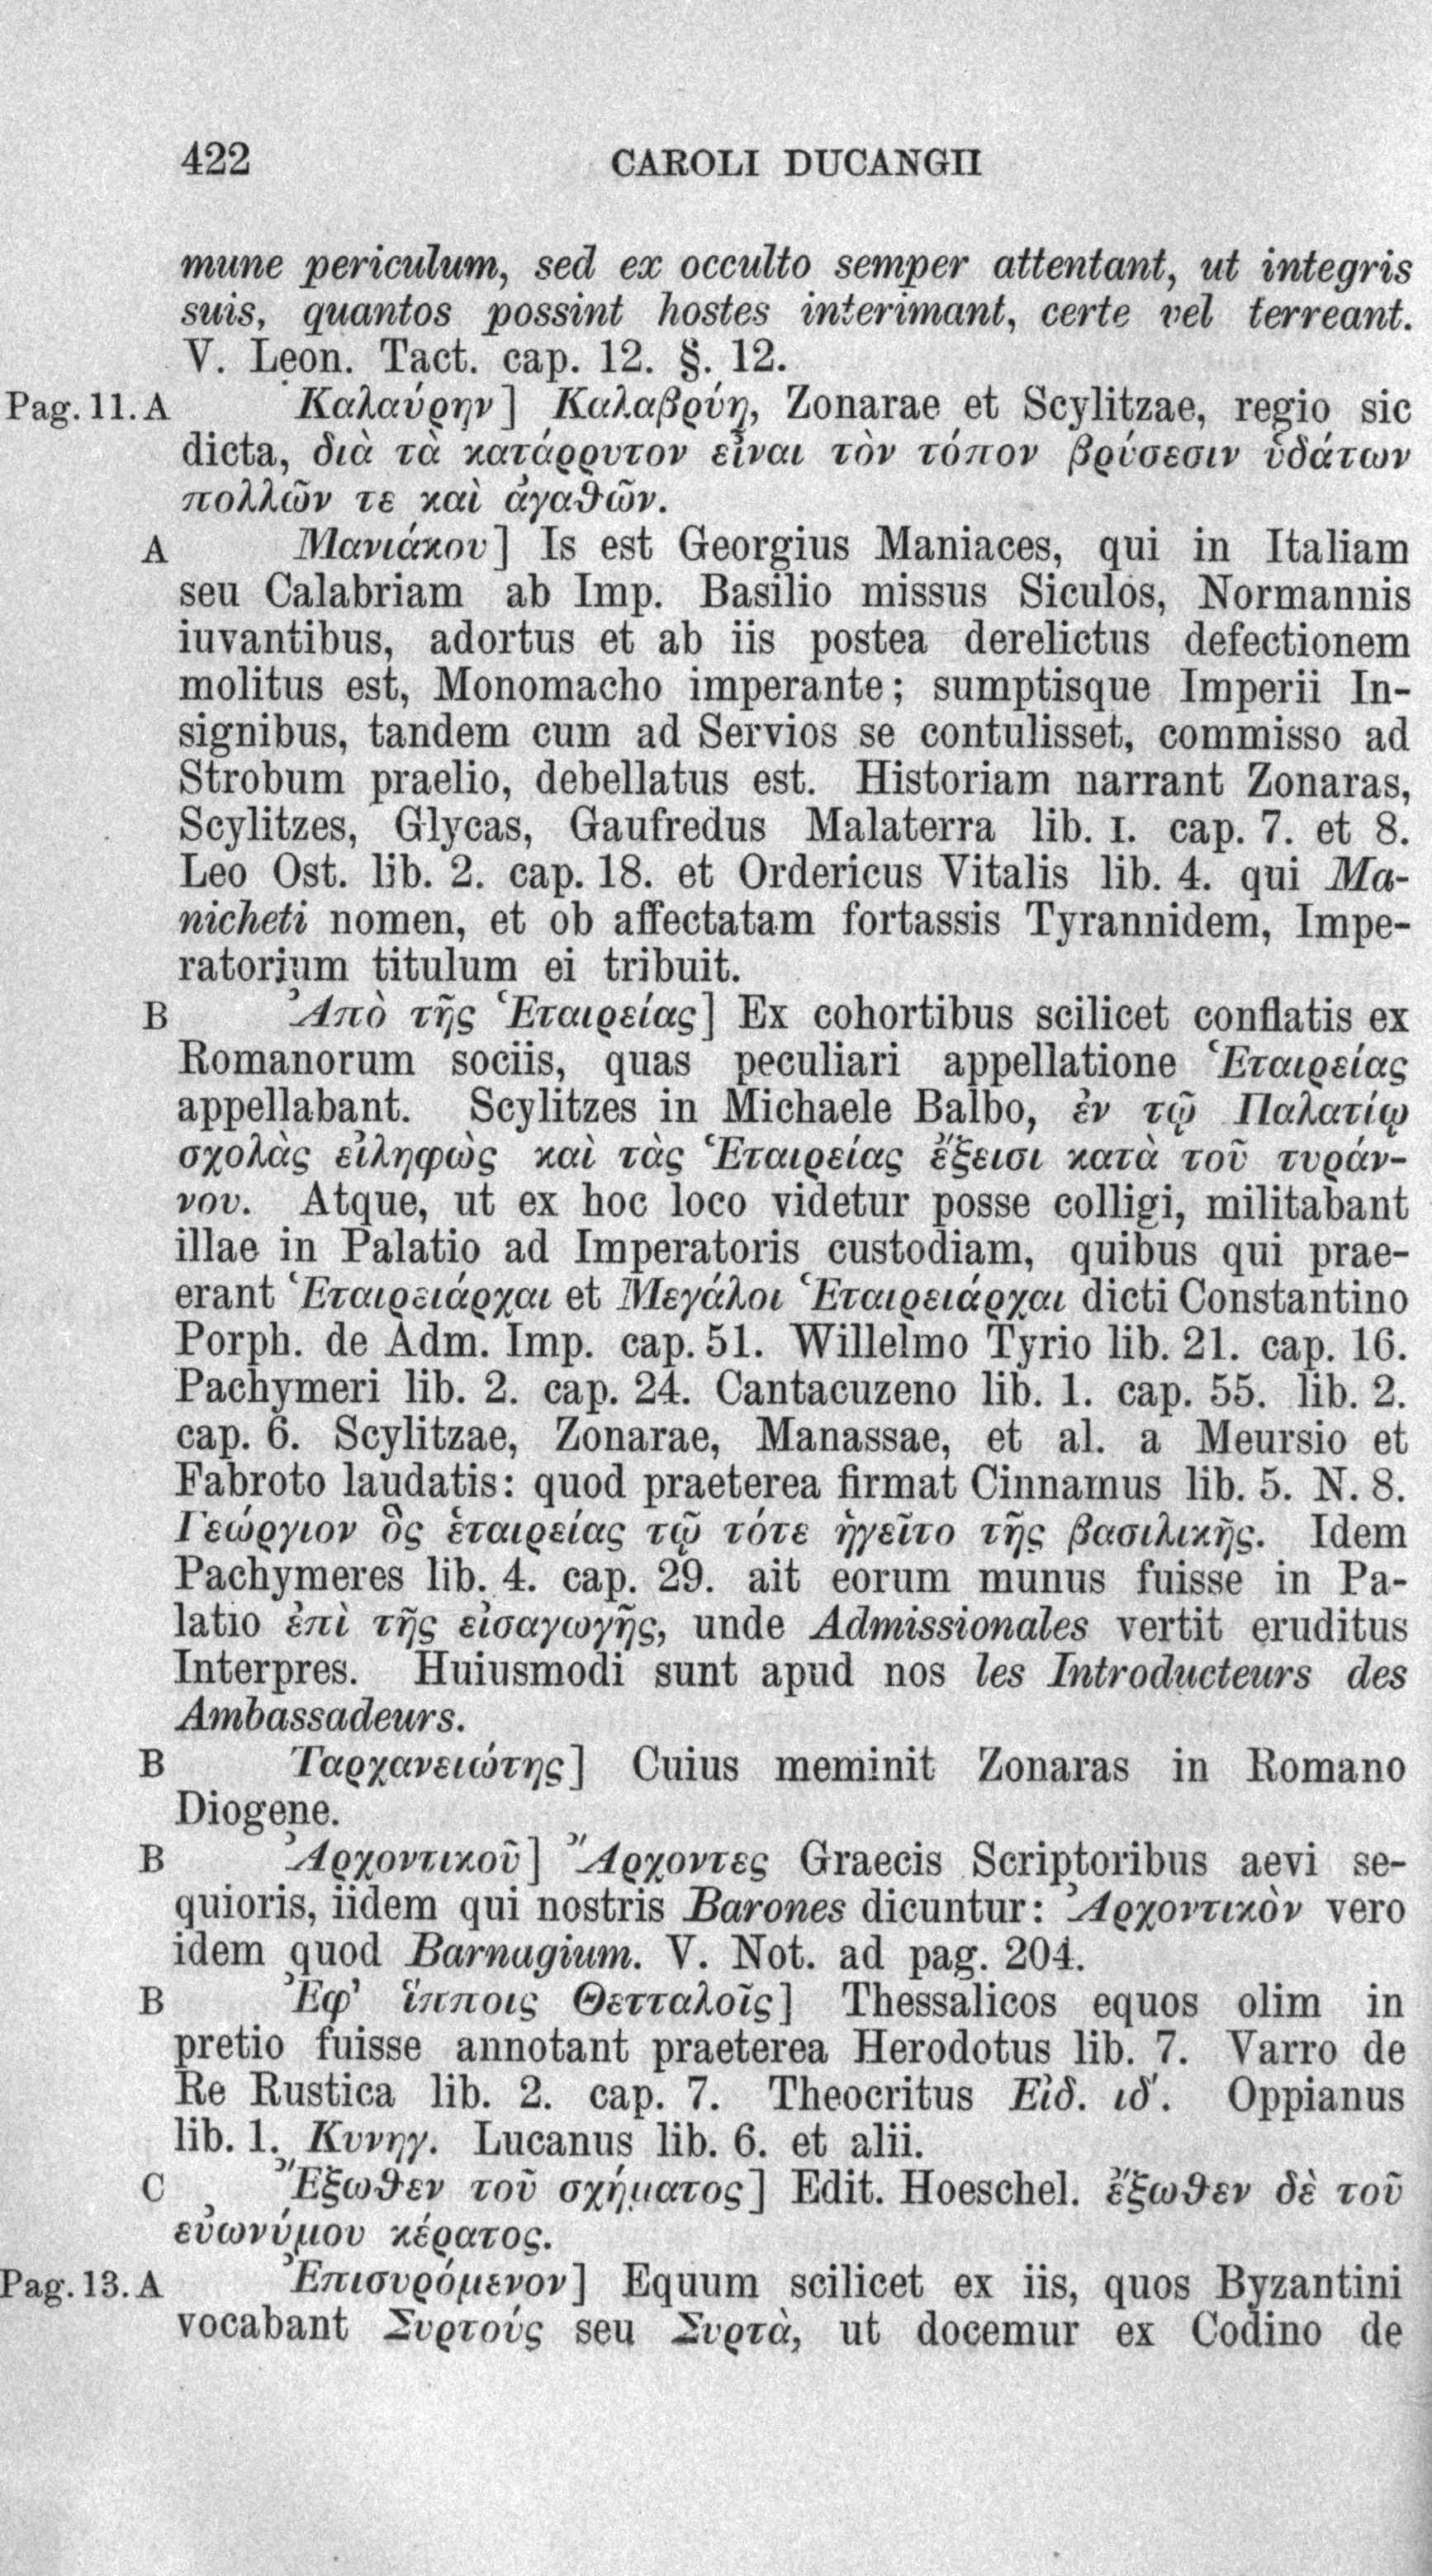 422 CAROLI DUCANGII
mune periculum, sed ex occulto semper attentant, ut integris
suis, quantos possint hostes interimant, certe vel terreant.
V. Leon. Tact. cap. 12. §. 12.
Pag. 11. A Καλαύρην] Καλαβρύη, Zonarae et Scylitzae, regio sic
dicta, διὰ τὰ κατάρρυτον εἶναι τὸν τόπον βρύσεσιν ὑδάτων
πολλῶν τε καὶ ἀγαθῶν.
A Μανιάκου] Is est Georgius Maniaces, qui in Italiam
seu Calabriam ab Imp. Basilio missus Siculos, Normannis
iuvantibus, adortus et ab iis postea derelictus defectionem
molitus est, Monomacho imperante; sumptisque Imperii In-
signibus, tandem cum ad Servios se contulisset, commisso ad
Strobum praelio, debellatus est. Historiam narrant Zonaras,
Scylitzes, Glycas, Gaufredus Malaterra lib. I. cap. 7. et 8.
Leo Ost. lib. 2. cap. 18. et Ordericus Vitalis lib. 4. qui Ma-
nicheti nomen, et ob affectatam fortassis Tyrannidem, Impe-
ratorium titulum ei tribuit.
B Ἀπὸ τῆς Ἑταιρείας] Ex cohortibus scilicet conflatis ex
Romanorum sociis, quas peculiari appellatione Ἑταιρείας
appellabant. Scylitzes in Michaele Balbo, ἐν τῷ Παλατίῳ
σχολὰς εἰληφὼς καὶ τὰς Ἑταιρείας ἔξεισι κατὰ τοῦ τυράν-
νου. Atque, ut ex hoc loco videtur posse colligi, militabant
illae in Palatio ad Imperatoris custodiam, quibus qui prae-
erant Ἑταιρειάρχαι et Μεγάλοι Ἑταιρειάρχαι dicti Constantino
Porph. de Adm. Imp. cap. 51. Willelmo Tyrio lib. 21. cap. 16.
Pachymeri lib. 2. cap. 24. Cantacuzeno lib. 1. cap. 55. lib. 2.
cap. 6. Scylitzae, Zonarae, Manassae, et al. a Meursio et
Fabroto laudatis: quod praeterea firmat Cinnamus lib. 5. N. 8.
Γεώργιον ὃς ἑταιρείας τῷ τότε ἡγεῖτο τῆς βασιλικῆς. Idem
Pachymeres lib. 4. cap. 29. ait eorum munus fuisse in Pa-
latio ἐπὶ τῆς εἰσαγωγῆς, unde Admissionales vertit eruditus
Interpres. Huiusmodi sunt apud nos les Introducteurs des
Ambassadeurs.
B Ταρχανειώτης] Cuius meminit Zonaras in Romano
Diogene.
B Ἀρχοντικοῦ] Ἄρχοντες Graecis Scriptoribus aevi se-
quioris, iidem qui nostris Barones dicuntur: Ἀρχοντικὸν vero
idem quod Barnagium. V. Not. ad pag. 204.
B Ἐφ' ἵπποις Θετταλοῖς] Thessalicos equos olim in
pretio fuisse annotant praeterea Herodotus lib. 7. Varro de
Re Rustica lib. 2. cap. 7. Theocritus Εἰδ. ιδ'. Oppianus
lib. 1. Κυνηγ. Lucanus lib. 6. et alii.
C Ἔξωθεν τοῦ σχήματος] Edit. Hoeschel. ἔξωθεν δὲ τοῦ
εὐωνύμου κέρατος.
Pag. 13. A Ἐπισυρόμενον] Equum scilicet ex iis, quos Byzantini
vocabant Συρτούς seu Συρτὰ, ut docemur ex Codino de